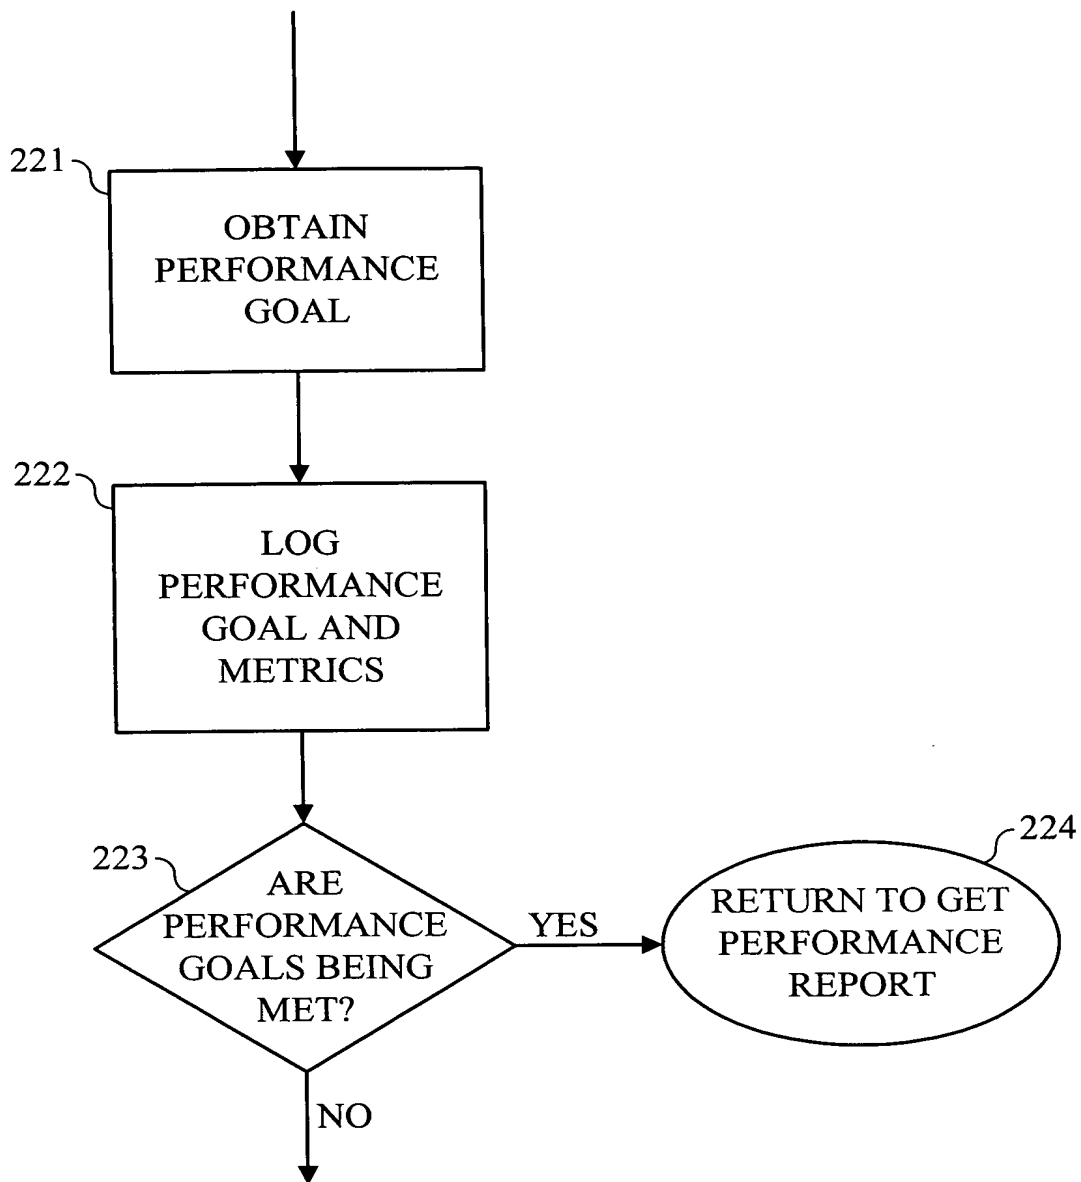 221
OBTAIN
PERFORMANCE
GOAL
222
LOG
PERFORMANCE
GOAL AND
METRICS
223
ARE
PERFORMANCE
GOALS BEING
MET?
YES
224
RETURN TO GET
PERFORMANCE
REPORT
NO